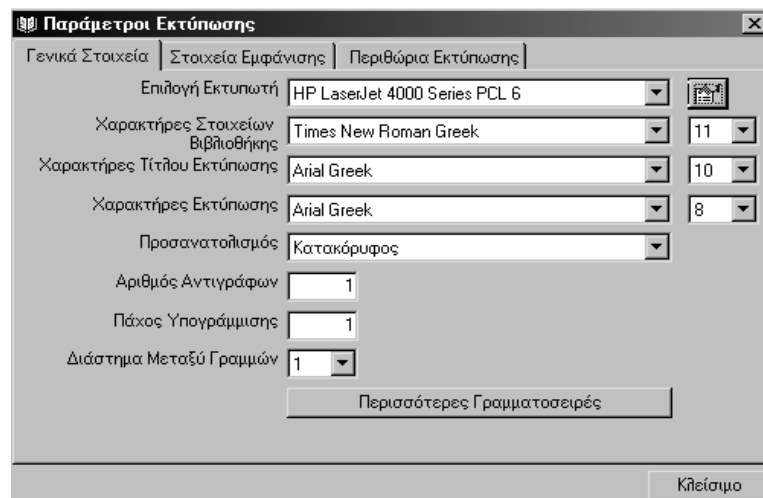 Παράμετροι Εκτύπωσης
Γενικά Στοιχεία Στοιχεία Εμφάνισης Περιθώρια Εκτύπωσης
Επιλογή Εκτυπωτή HP LaserJet 4000 Series PCL 6
Χαρακτήρες Στοιχείων Βιβλιοθήκης Times New Roman Greek 11
Χαρακτήρες Τίτλου Εκτύπωσης Arial Greek 10
Χαρακτήρες Εκτύπωσης Arial Greek 8
Προσανατολισμός Κατακόρυφος
Αριθμός Αντιγράφων 1
Πάχος Υπογράμμισης 1
Διάστημα Μεταξύ Γραμμών 1
Περισσότερες Γραμματοσειρές
Κλείσιμο